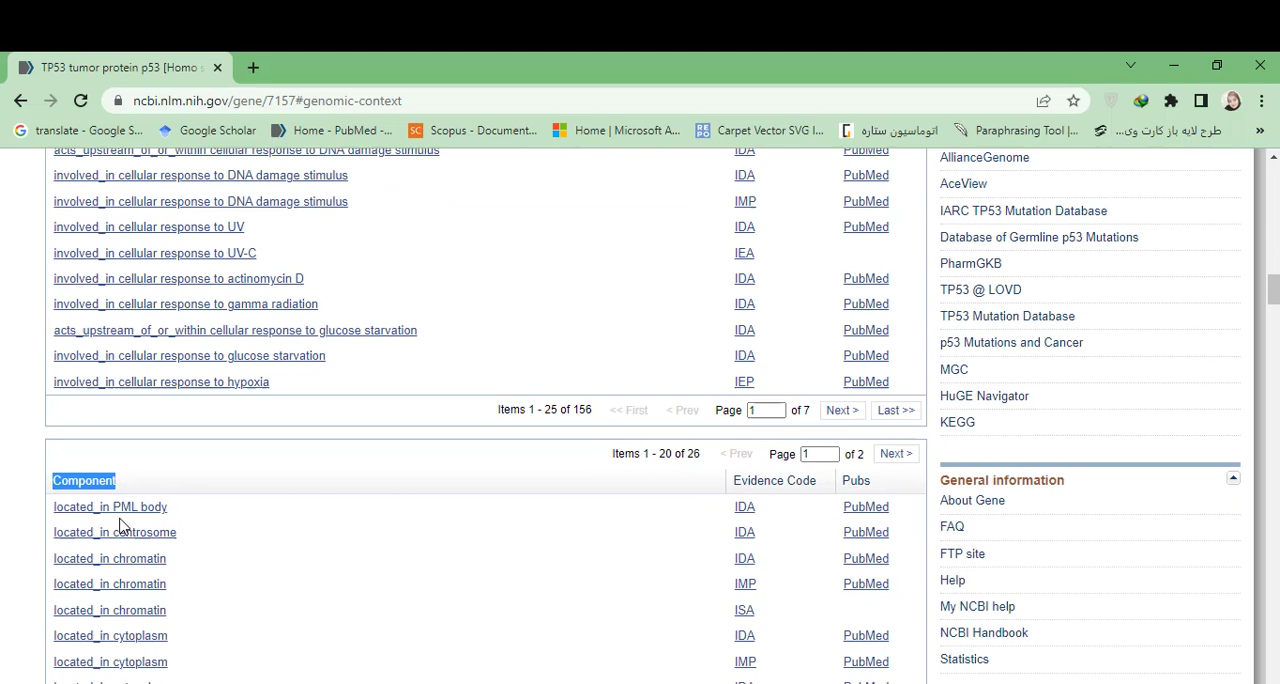 TP53 tumor protein p53 [Homo s
ncbi.nlm.nih.gov/gene/7157#genomic-context
translate - Google S... Google Scholar Home - PubMed -... Scopus - Document... Home | Microsoft A... Carpet Vector SVG I... اتوماسیون ستاره Paraphrasing Tool |... طرح لایه باز کارت وی... »
acts_upstream_of_or_within cellular response to DNA damage stimulus IDA PubMed
involved_in cellular response to DNA damage stimulus IDA PubMed
involved_in cellular response to DNA damage stimulus IMP PubMed
involved_in cellular response to UV IDA PubMed
involved_in cellular response to UV-C IEA
involved_in cellular response to actinomycin D IDA PubMed
involved_in cellular response to gamma radiation IDA PubMed
acts_upstream_of_or_within cellular response to glucose starvation IDA PubMed
involved_in cellular response to glucose starvation IDA PubMed
involved_in cellular response to hypoxia IEP PubMed
Items 1 - 25 of 156 << First < Prev Page 1 of 7 Next > Last >>
Items 1 - 20 of 26 < Prev Page 1 of 2 Next >
Component Evidence Code Pubs
located_in PML body IDA PubMed
located_in centrosome IDA PubMed
located_in chromatin IDA PubMed
located_in chromatin IMP PubMed
located_in chromatin ISA
located_in cytoplasm IDA PubMed
located_in cytoplasm IMP PubMed
AllianceGenome
AceView
IARC TP53 Mutation Database
Database of Germline p53 Mutations
PharmGKB
TP53 @ LOVD
TP53 Mutation Database
p53 Mutations and Cancer
MGC
HuGE Navigator
KEGG
General information
About Gene
FAQ
FTP site
Help
My NCBI help
NCBI Handbook
Statistics